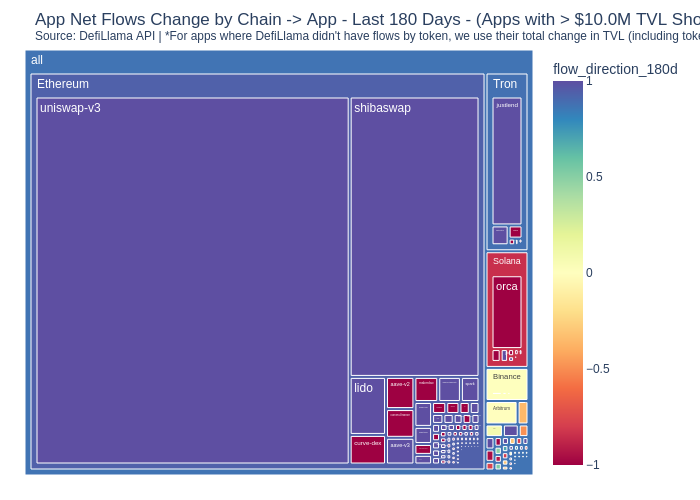 App Net Flows Change by Chain -> App - Last 180 Days - (Apps with > $10.0M TVL Sho
Source: DefiLlama API | *For apps where DefiLlama didn't have flows by token, we use their total change in TVL (including toke
all
Ethereum
uniswap-v3
shibaswap
lido
aave-v2
curve-dex
aave-v3
spark
Tron
justlend
Solana
orca
Binance
Arbitrum
flow_direction_180d
1
0.5
0
−0.5
−1